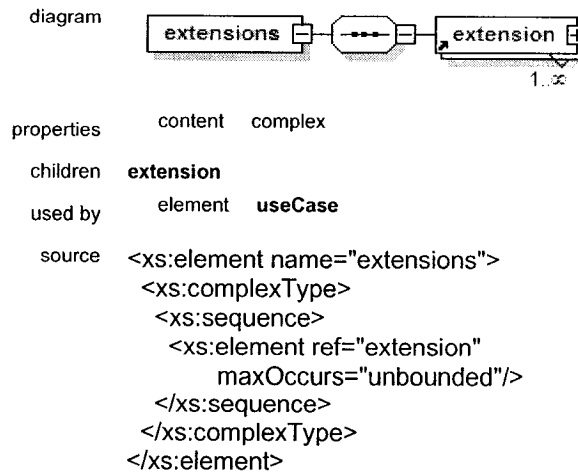 diagram
extensions
extension
1..∞
properties content complex
children extension
used by element useCase
source <xs:element name="extensions">
<xs:complexType>
<xs:sequence>
<xs:element ref="extension"
maxOccurs="unbounded"/>
</xs:sequence>
</xs:complexType>
</xs:element>